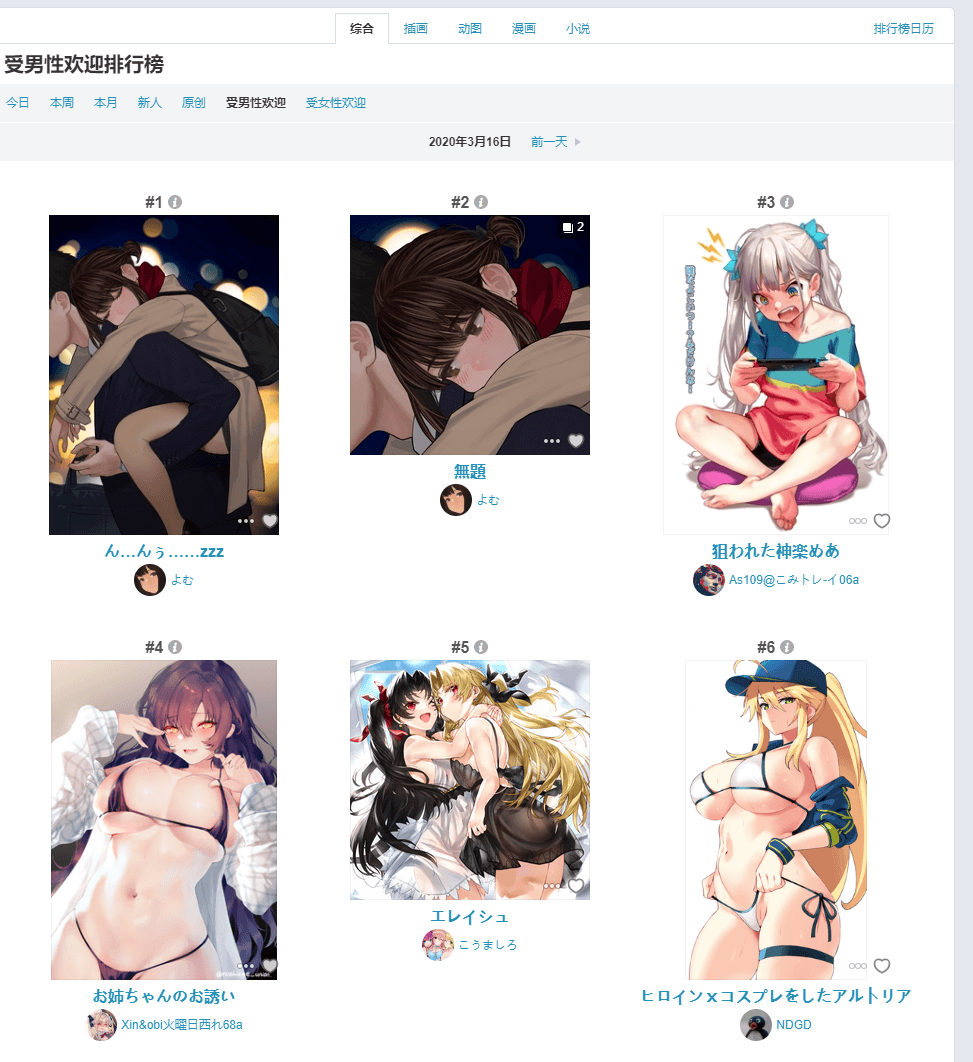 综合 插画 动图 漫画 小说 排行榜日历
受男性欢迎排行榜
今日 本周 本月 新人 原创 受男性欢迎 受女性欢迎
2020年3月16日 前一天
#1 #2 #3
2
無題
よむ
ん…んぅ……zzz 狙われた神楽めあ
よむ As109@こみトレ-イ06a
#4 #5 #6
エレイシュ
こうましろ
お姉ちゃんのお誘い ヒロインｘコスプレをしたアルトリア
Xin&obi火曜日西れ68a NDGD